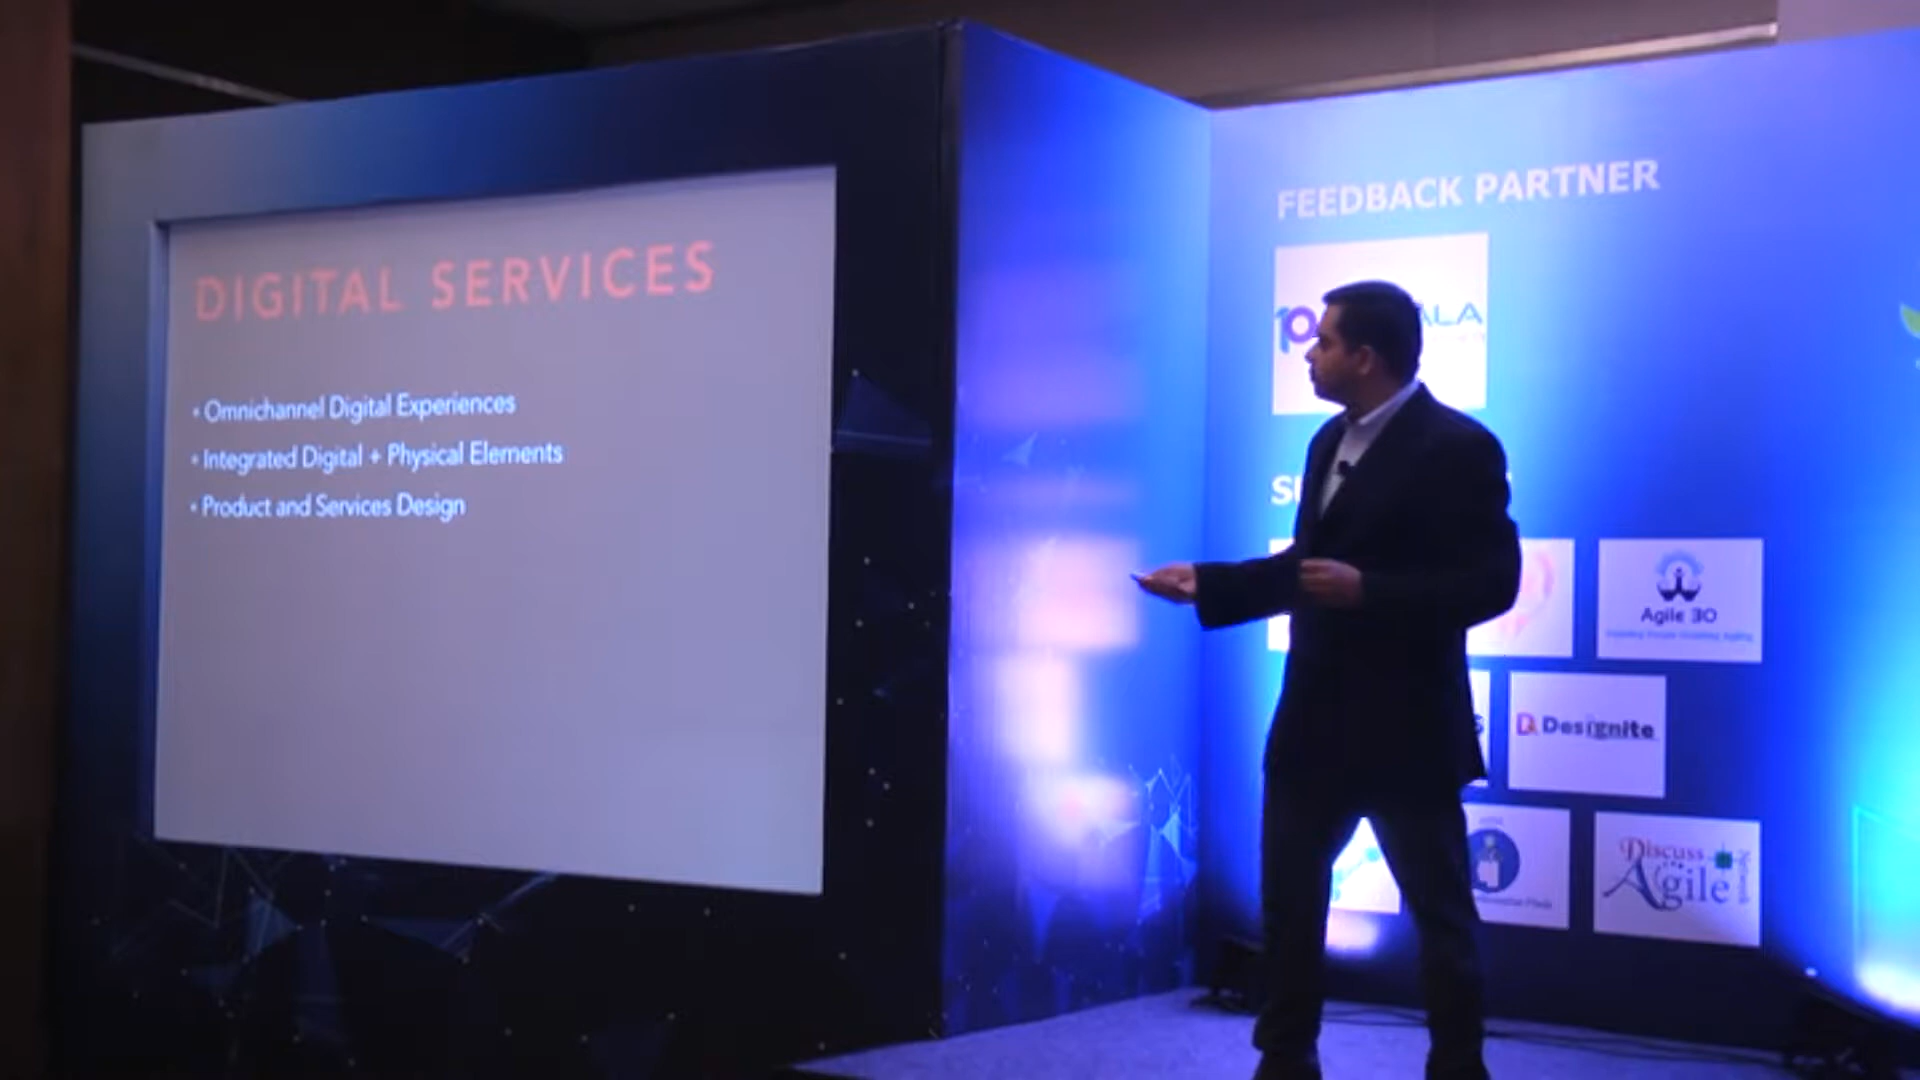 DIGITAL SERVICES
• Omnichannel Digital Experiences
• Integrated Digital + Physical Elements
• Product and Services Design
FEEDBACK PARTNER
Agile 30
Designite
Discuss
Agile
Network